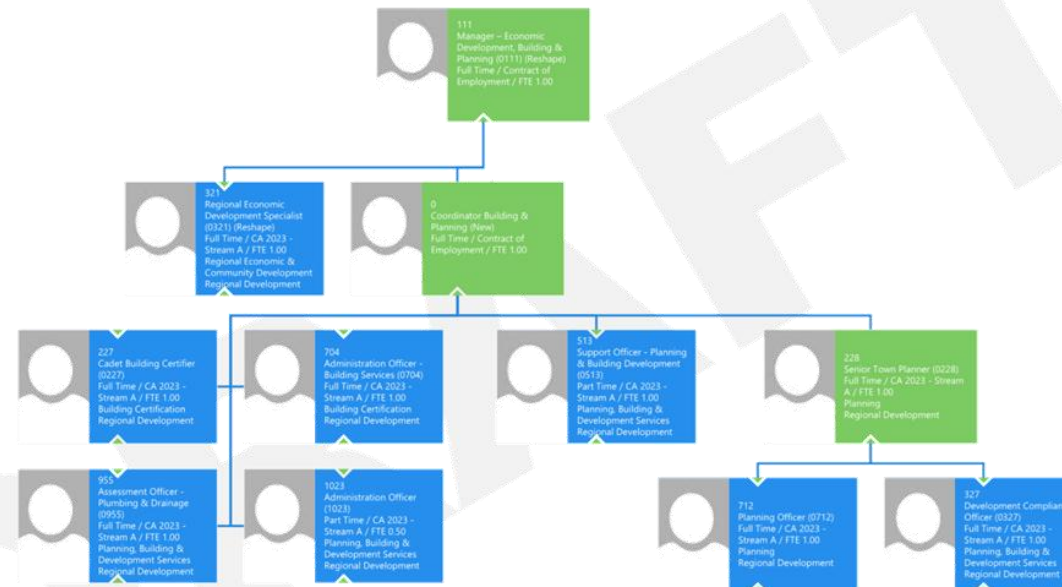 111
Manager – Economic
Development, Building &
Planning (0111) (Reshape)
Full Time / Contract of
Employment / FTE 1.00
321
Regional Economic
Development Specialist
(0321) (Reshape)
Full Time / CA 2023 -
Stream A / FTE 1.00
Regional Economic &
Community Development
Regional Development
0
Coordinator Building &
Planning (New)
Full Time / Contract of
Employment / FTE 1.00
227
Cadet Building Certifier
(0227)
Full Time / CA 2023 -
Stream A / FTE 1.00
Building Certification
Regional Development
704
Administration Officer -
Building Services (0704)
Full Time / CA 2023 -
Stream A / FTE 1.00
Building Certification
Regional Development
513
Support Officer - Planning
& Building Development
(0513)
Part Time / CA 2023 -
Stream A / FTE 1.00
Planning, Building &
Development Services
Regional Development
228
Senior Town Planner (0228)
Full Time / CA 2023 - Stream
A / FTE 1.00
Planning
Regional Development
955
Assessment Officer -
Plumbing & Drainage
(0955)
Full Time / CA 2023 -
Stream A / FTE 1.00
Planning, Building &
Development Services
Regional Development
1023
Administration Officer
(1023)
Part Time / CA 2023 -
Stream A / FTE 0.50
Planning, Building &
Development Services
Regional Development
712
Planning Officer (0712)
Full Time / CA 2023 -
Stream A / FTE 1.00
Planning
Regional Development
327
Development Complian
Officer (0327)
Full Time / CA 2023 -
Stream A / FTE 1.00
Planning, Building &
Development Services
Regional Development